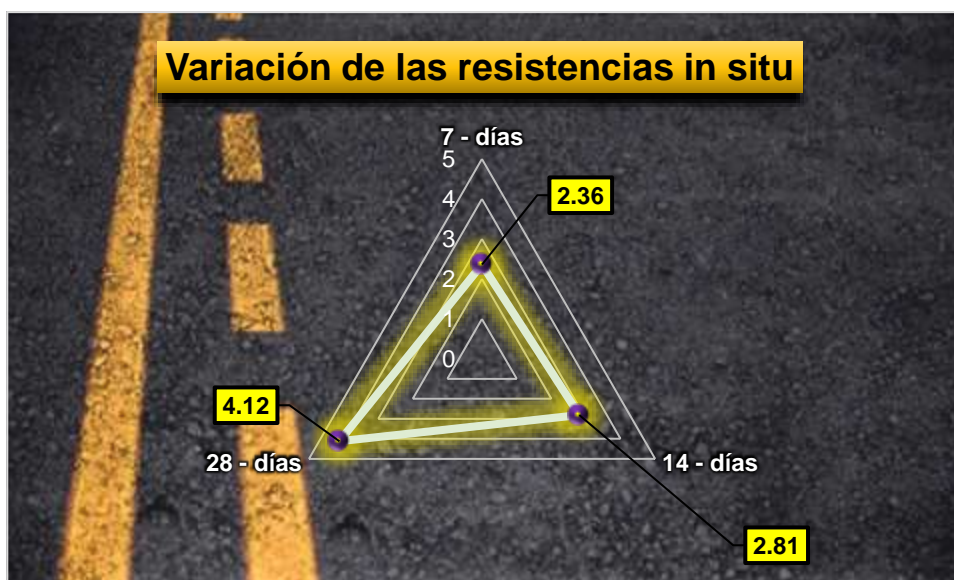 Variación de las resistencias in situ
7 - días
5
4
3
2
1
0
2.36
4.12
28 - días
14 - días
2.81